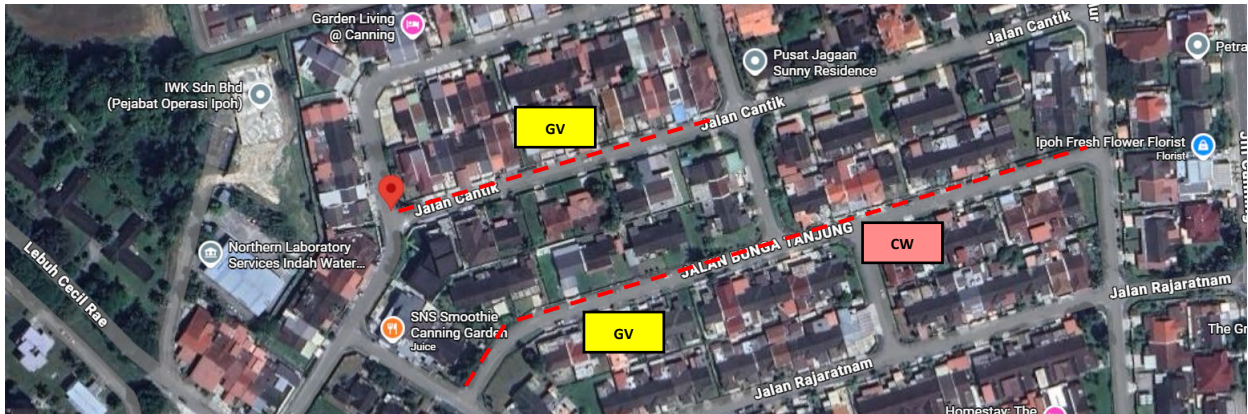 Garden Living
@ Canning
IWK Sdn Bhd
(Pejabat Operasi Ipoh)
Pusat Jagaan
Sunny Residence
Jalan Cantik
Petra
GV
Jalan Cantik
Ipoh Fresh Flower Florist
Florist
Jalan Cantik
JALAN BUNGA TANJUNG
CW
Northern Laboratory
Services Indah Water...
Lebuh Cecil Rae
SNS Smoothie
Canning Garden
Juice
GV
Jalan Rajaratnam
The Gr
Jalan Rajaratnam
Homestay: The